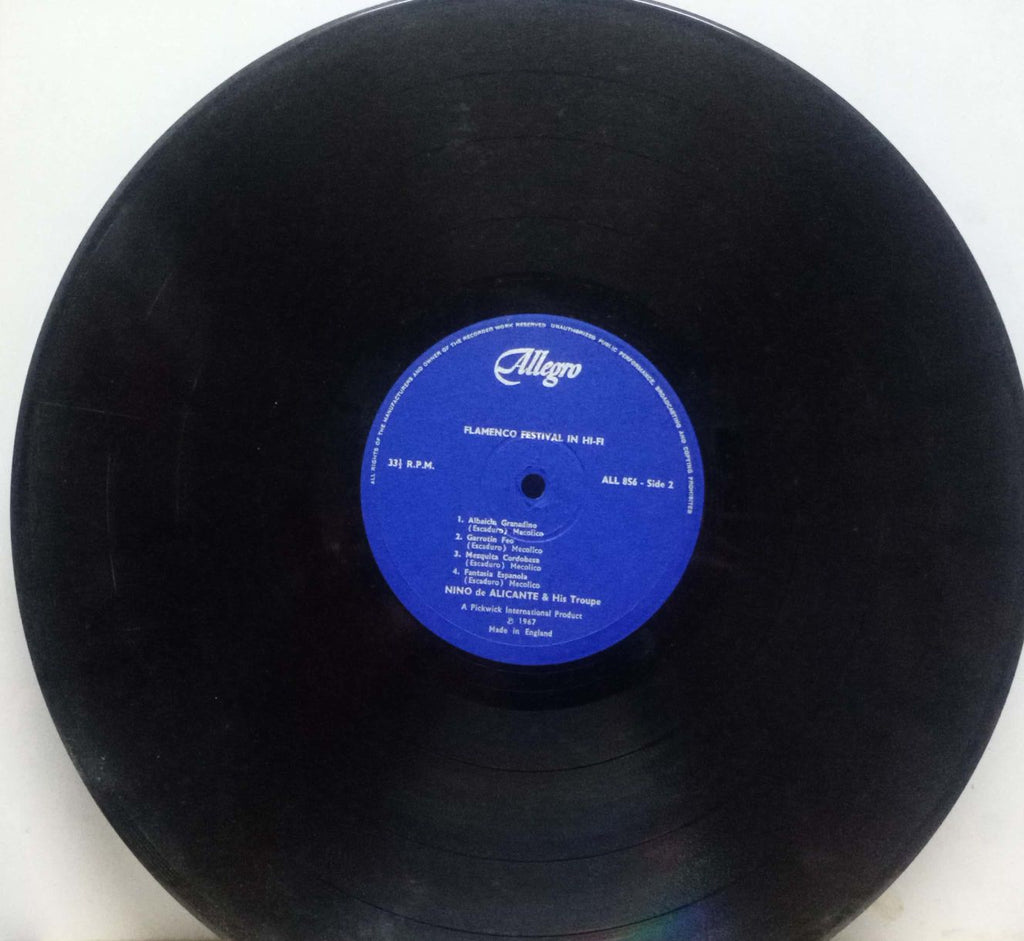 ALL RIGHTS OF THE MANUFACTURERS AND OWNER OF THE RECORDED WORK RESERVED UNAUTHORIZED PUBLIC PERFORMANCE, BROADCASTING AND COPYING PROHIBITED
Allegro
FLAMENCO FESTIVAL IN HI-FI
33⅓ R.P.M.
ALL 856 - Side 2
1. Albaicin Granadino
(Escaduro) Mecolico
2. Garrotin Feo
(Escaduro) Mecolico
3. Mesquita Cordobesa
(Escaduro) Mecolico
4. Fantasia Espanola
(Escaduro) Mecolico
NINO de ALICANTE & His Troupe
A Pickwick International Product
℗ 1967
Made in England